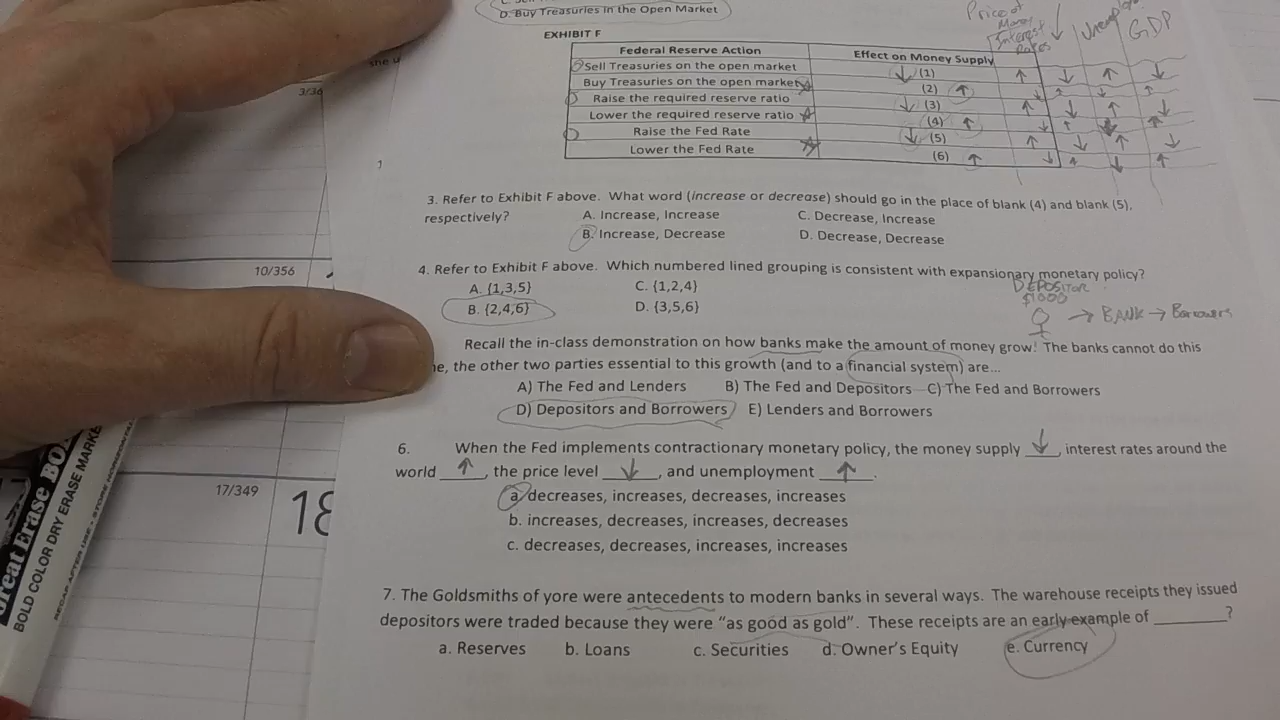 D. Buy Treasuries in the Open Market
Price of
Money
Interest
Rates ↓
GDP
EXHIBIT F
Federal Reserve Action Effect on Money Supply
Sell Treasuries on the open market ↓ (1) ↑ ↓ ↑ ↓
Buy Treasuries on the open market (2) ↑ ↓ ↑ ↓ ↑
Raise the required reserve ratio ↓ (3) ↑ ↓ ↑ ↓
Lower the required reserve ratio (4) ↑ ↓ ↑ ↓ ↑
Raise the Fed Rate ↓ (5) ↑ ↓ ↑ ↓
Lower the Fed Rate (6) ↑ ↓ ↑ ↓ ↑
3. Refer to Exhibit F above. What word (increase or decrease) should go in the place of blank (4) and blank (5),
respectively? A. Increase, Increase C. Decrease, Increase
B. Increase, Decrease D. Decrease, Decrease
10/356
4. Refer to Exhibit F above. Which numbered lined grouping is consistent with expansionary monetary policy?
A. {1,3,5} C. {1,2,4}
B. {2,4,6} D. {3,5,6}
DEPOSITOR
$1000
→ BANK → Borrowers
Recall the in-class demonstration on how banks make the amount of money grow! The banks cannot do this
the other two parties essential to this growth (and to a financial system) are...
A) The Fed and Lenders B) The Fed and Depositors C) The Fed and Borrowers
D) Depositors and Borrowers E) Lenders and Borrowers
6. When the Fed implements contractionary monetary policy, the money supply ↓, interest rates around the
world ↑, the price level ↓, and unemployment ↑.
a. decreases, increases, decreases, increases
b. increases, decreases, increases, decreases
c. decreases, decreases, increases, increases
17/349
18
BOLD COLOR DRY ERASE
7. The Goldsmiths of yore were antecedents to modern banks in several ways. The warehouse receipts they issued
depositors were traded because they were "as good as gold". These receipts are an early example of ________?
a. Reserves b. Loans c. Securities d. Owner's Equity e. Currency